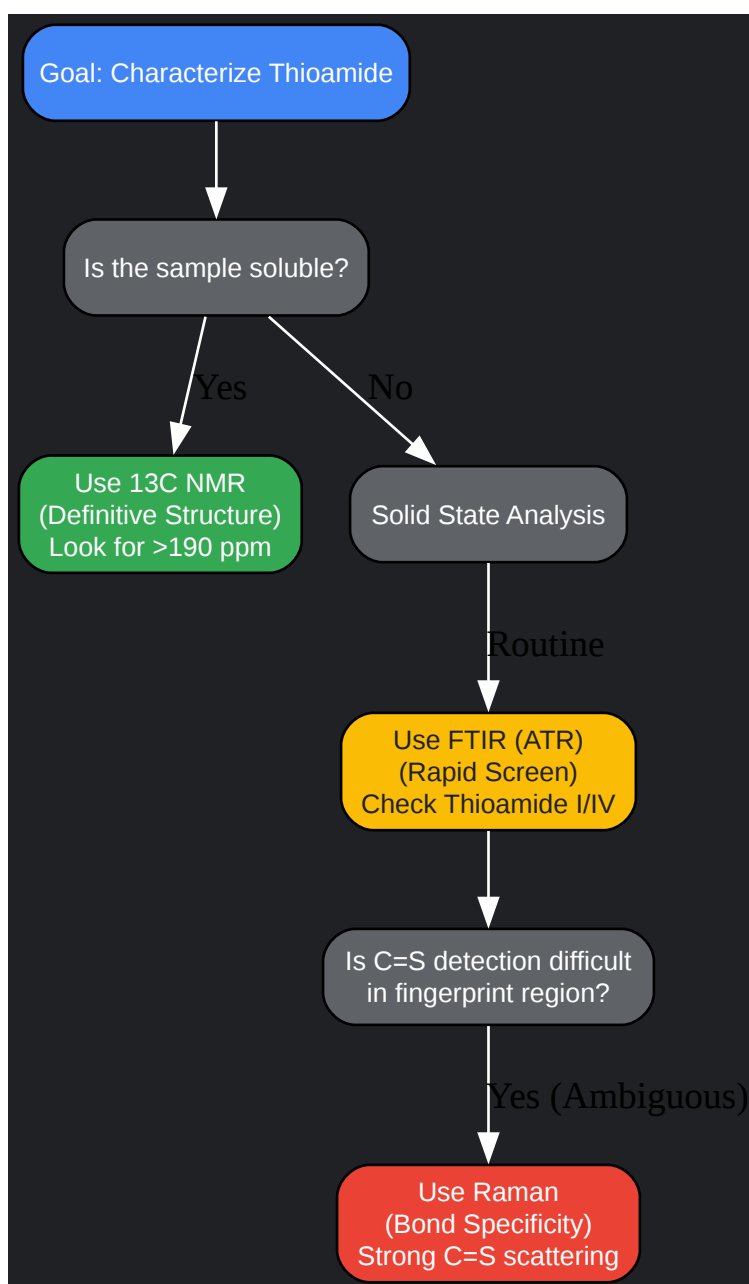 Goal: Characterize Thioamide
Is the sample soluble?
Yes
No
Use 13C NMR
(Definitive Structure)
Look for >190 ppm
Solid State Analysis
Routine
Use FTIR (ATR)
(Rapid Screen)
Check Thioamide I/IV
Is C=S detection difficult
in fingerprint region?
Yes (Ambiguous)
Use Raman
(Bond Specificity)
Strong C=S scattering